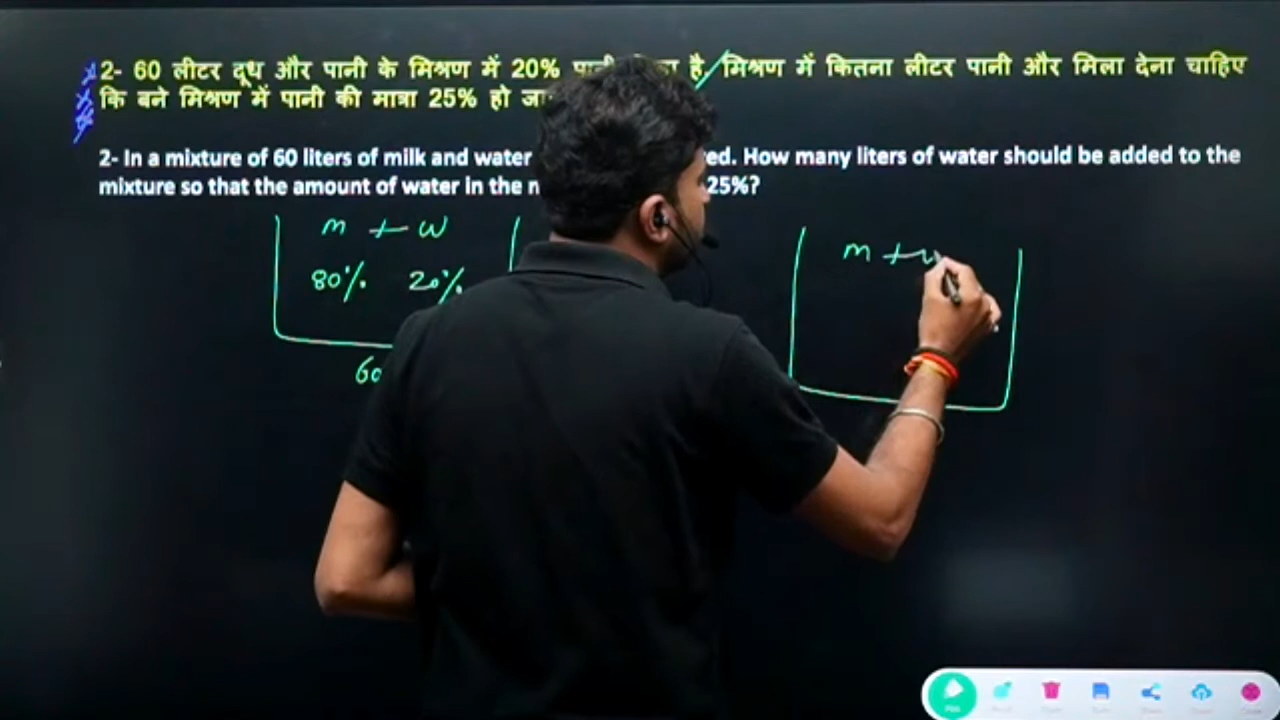 2- 60 लीटर दूध और पानी के मिश्रण में 20% है, मिश्रण में कितना लीटर पानी और मिला देना चाहिए
कि बने मिश्रण में पानी की मात्रा 25% हो
2- In a mixture of 60 liters of milk and water How many liters of water should be added to the
mixture so that the amount of water in the 25%?
m + w
80% 20%
60
m + w